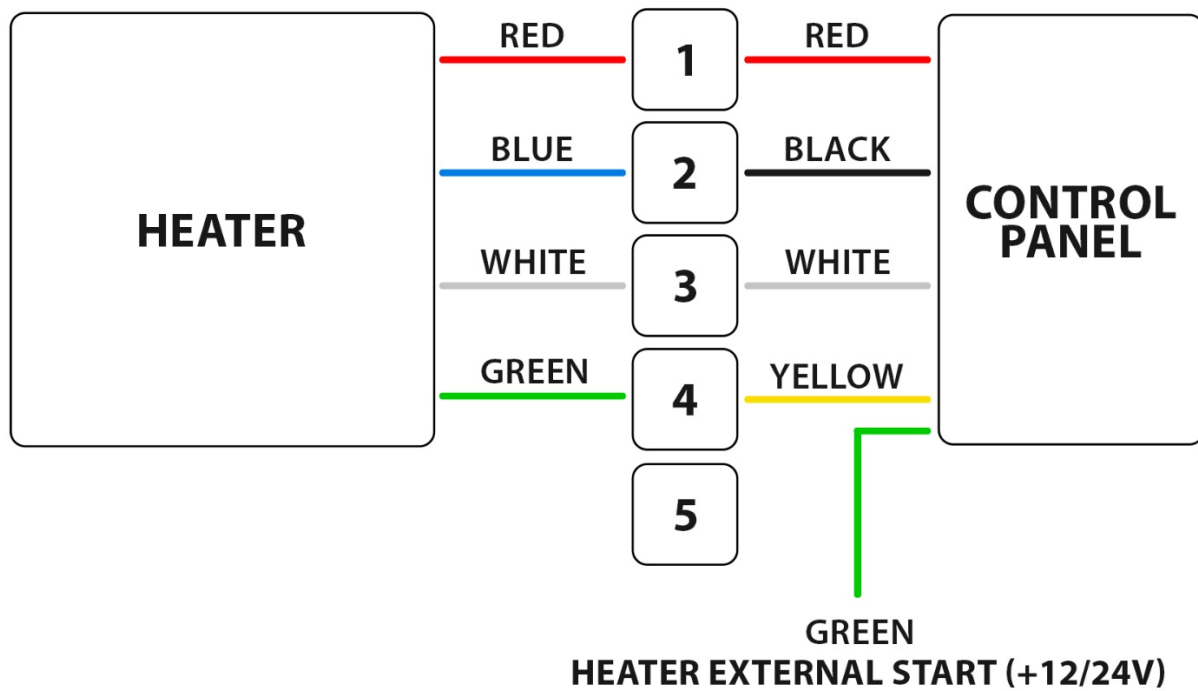 RED 1 RED
BLUE 2 BLACK
HEATER
CONTROL
PANEL
WHITE 3 WHITE
GREEN 4 YELLOW
5
GREEN
HEATER EXTERNAL START (+12/24V)